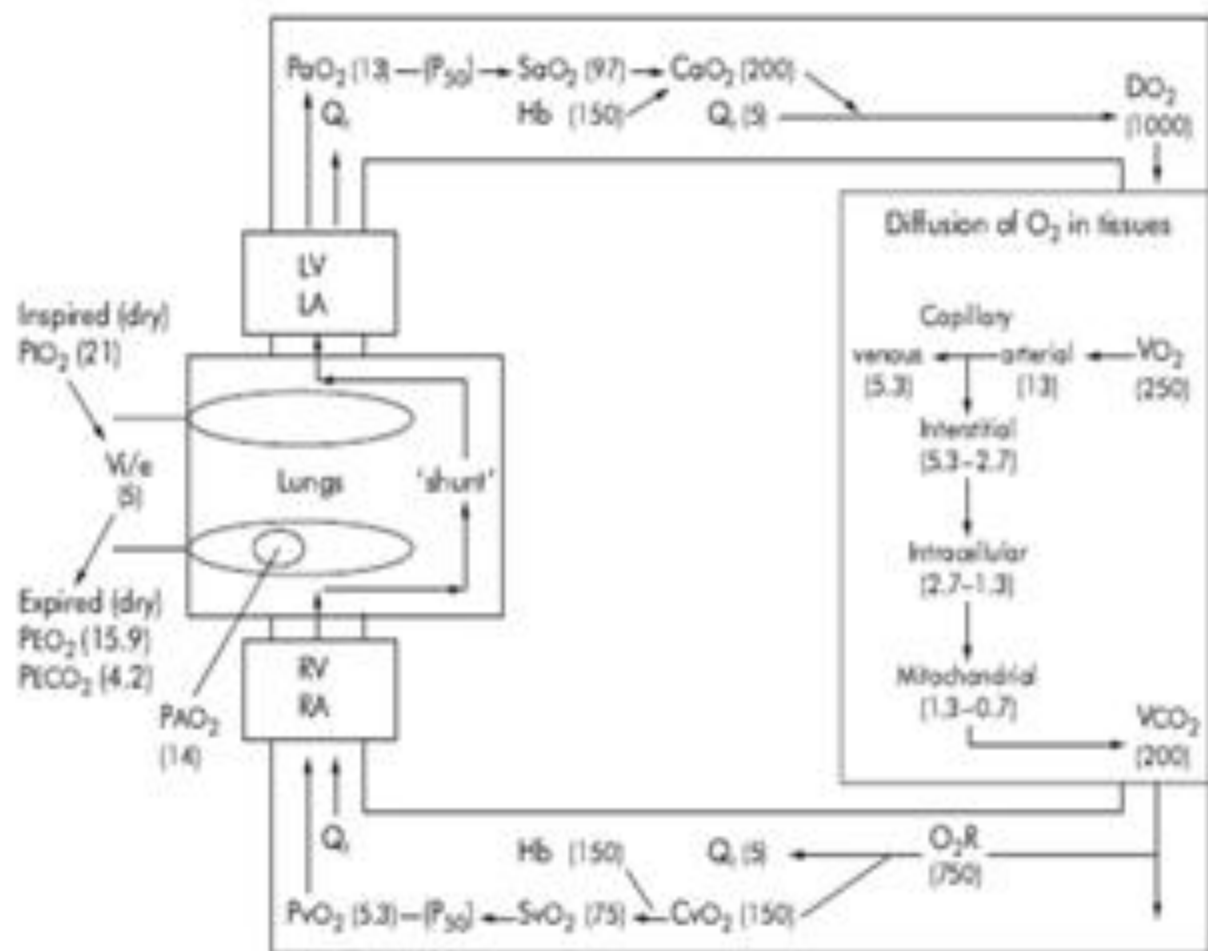 PaO₂ (13) — (P₅₀) → SaO₂ (97) → CaO₂ (200)
Qt
Hb (150)
Qt (5)
DO₂
(1000)
Diffusion of O₂ in tissues
LV
LA
Inspired (dry)
PIO₂ (21)
Capillary
venous
(5.3)
arterial
(13)
VO₂
(250)
Interstitial
(5.3–2.7)
Vi/e
(5)
Lungs
'shunt'
Intracellular
(2.7–1.3)
Expired (dry)
PEO₂ (15.9)
PECO₂ (4.2)
RV
RA
Mitochondrial
(1.3–0.7)
PAO₂
(14)
VCO₂
(200)
Qt
Hb (150)
Qt (5)
O₂R
(750)
PvO₂ (5.3) — (P₅₀) ← SvO₂ (75) ← CvO₂ (150)